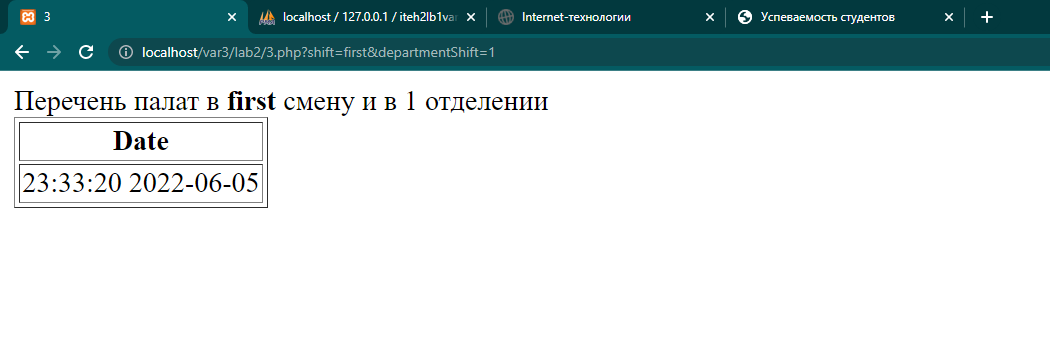 3
localhost / 127.0.0.1 / iteh2lb1var
Internet-технологии
Успеваемость студентов
localhost/var3/lab2/3.php?shift=first&departmentShift=1
Перечень палат в first смену и в 1 отделении
Date
23:33:20 2022-06-05